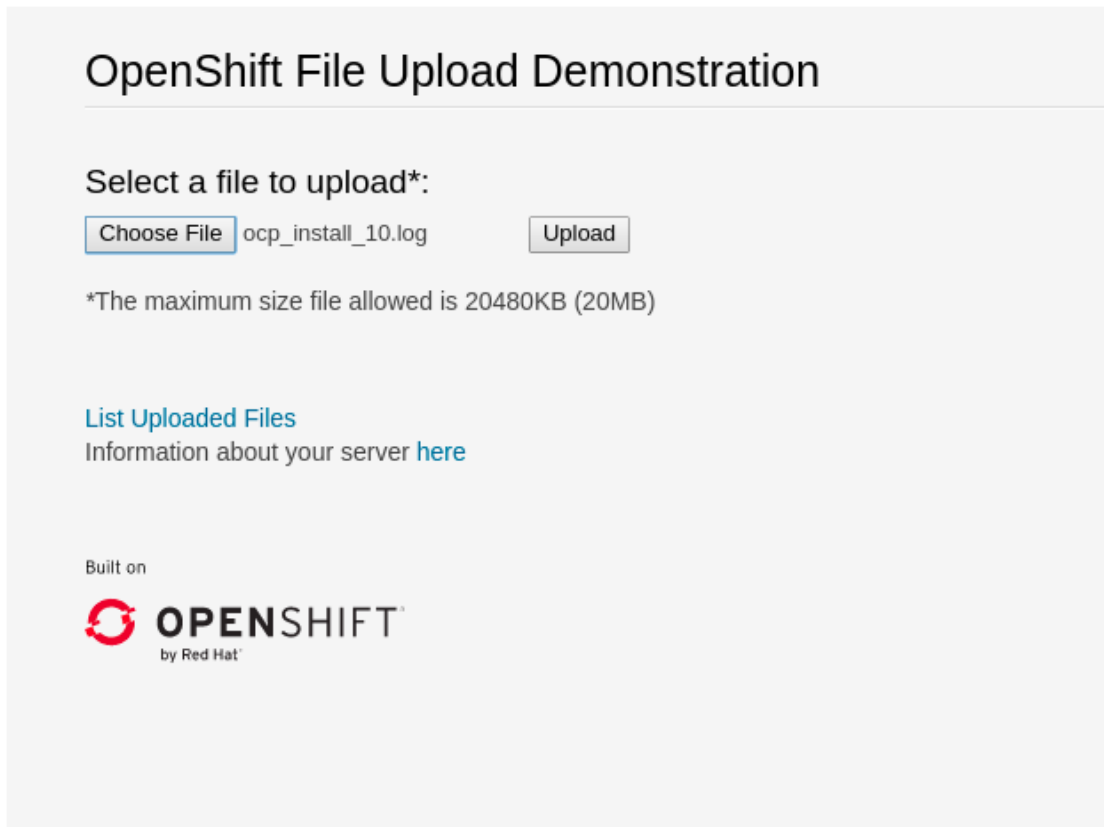 OpenShift File Upload Demonstration
Select a file to upload*:
Choose File ocp_install_10.log Upload
*The maximum size file allowed is 20480KB (20MB)
List Uploaded Files
Information about your server here
Built on
OPENSHIFT
by Red Hat